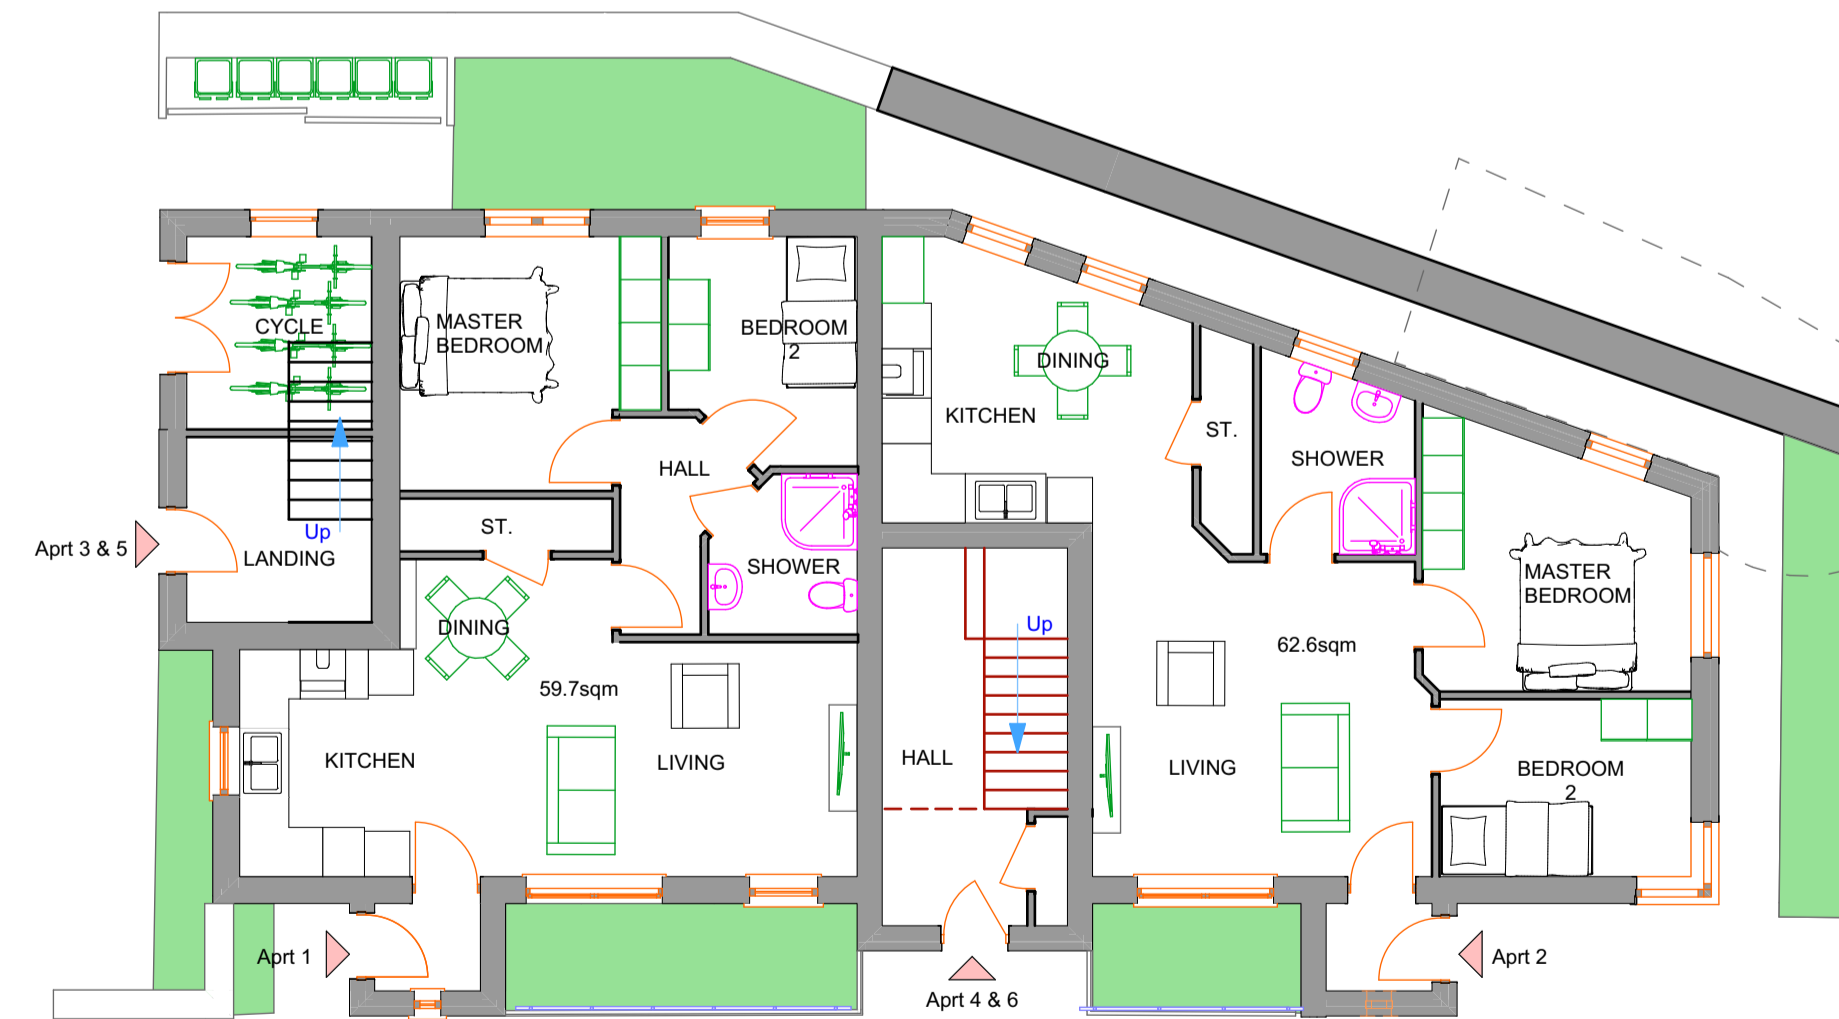 CYCLE
MASTER
BEDROOM
BEDROOM
2
DINING
KITCHEN
ST.
SHOWER
HALL
ST.
Up
LANDING
Aprt 3 & 5
SHOWER
MASTER
BEDROOM
DINING
Up
62.6sqm
59.7sqm
KITCHEN
LIVING
HALL
LIVING
BEDROOM
2
Aprt 1
Aprt 4 & 6
Aprt 2